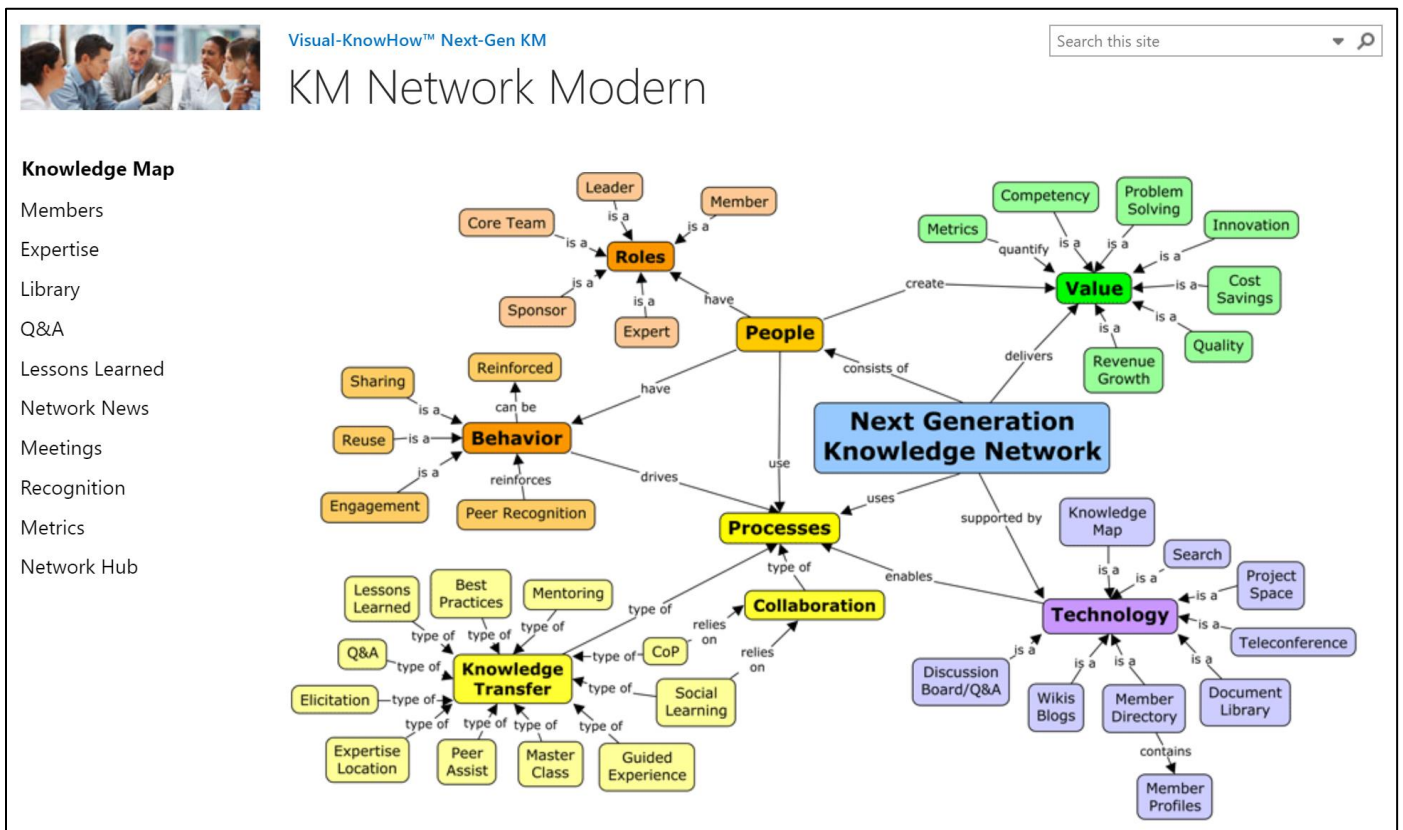 Visual-KnowHow™ Next-Gen KM
Search this site
KM Network Modern
Knowledge Map
Members
Expertise
Library
Q&A
Lessons Learned
Network News
Meetings
Recognition
Metrics
Network Hub
Leader
is a
Member
is a
Core Team
is a
Roles
is a
Sponsor
is a
Expert
have
People
create
Competency
is a
Problem
Solving
is a
Metrics
quantify
Innovation
is a
Value
is a
Cost
Savings
is a
Quality
is a
Revenue
Growth
delivers
consists of
Next Generation
Knowledge Network
Reinforced
can be
Sharing
is a
have
Reuse
is a
Behavior
is a
Engagement
reinforces
Peer Recognition
drives
use
uses
Processes
supported by
enables
type of
Collaboration
Knowledge
Map
is a
Search
is a
Project
Space
is a
Technology
is a
Teleconference
is a
Discussion
Board/Q&A
is a
Wikis
Blogs
is a
Member
Directory
is a
Document
Library
contains
Member
Profiles
Lessons
Learned
type of
Best
Practices
type of
Mentoring
type of
type of
Q&A
type of
Knowledge
Transfer
type of
CoP
relies
on
relies
on
type of
Social
Learning
Elicitation
type of
type of
Expertise
Location
type of
Peer
Assist
type of
Master
Class
type of
Guided
Experience